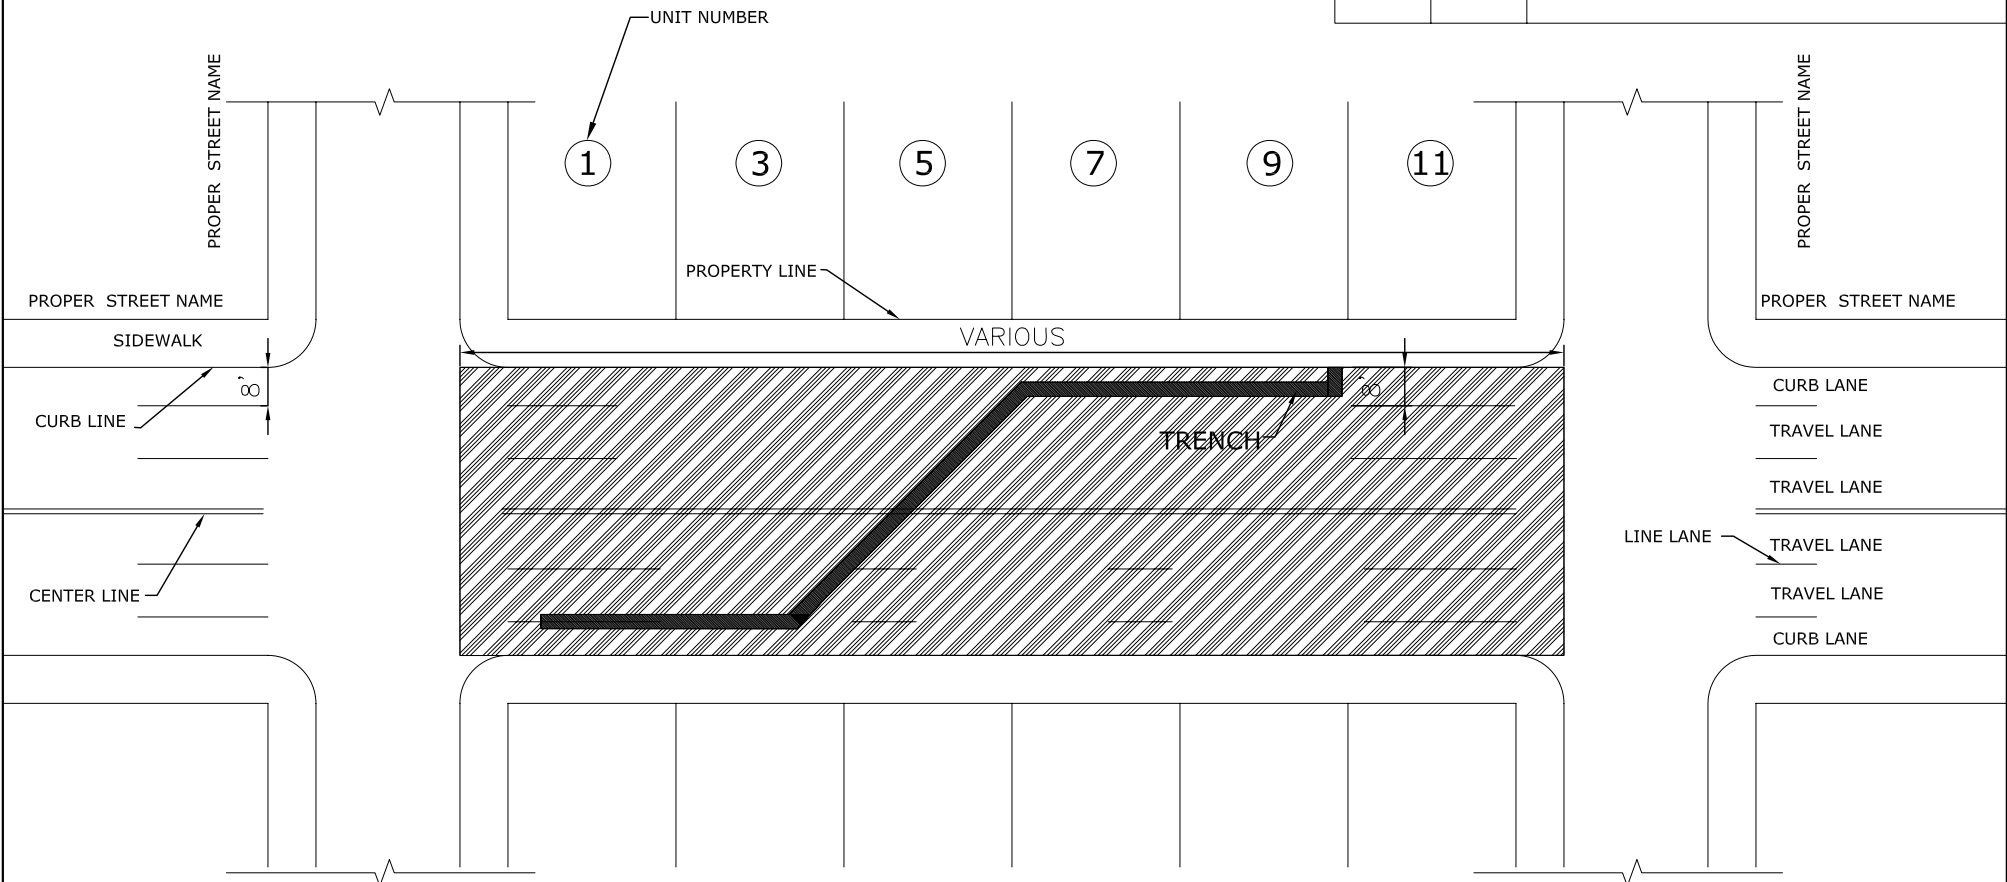 UNIT NUMBER
PROPER STREET NAME
PROPER STREET NAME
1
3
5
7
9
11
PROPERTY LINE
PROPER STREET NAME
PROPER STREET NAME
SIDEWALK
VARIOUS
8'
8'
CURB LINE
CURB LANE
TRENCH
TRAVEL LANE
TRAVEL LANE
LINE LANE
TRAVEL LANE
CENTER LINE
TRAVEL LANE
CURB LANE